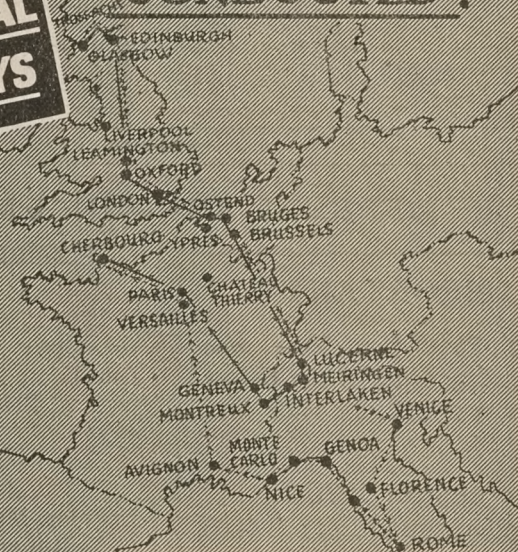 AL
YS
EDINBURGH
GLASGOW
LIVERPOOL
LEAMINGTON
OXFORD
LONDON
OSTEND
BRUGES
BRUSSELS
YPRES
CHERBOURG
PARIS
CHATEAU
THIERRY
VERSAILLES
LUCERNE
MEIRINGEN
INTERLAKEN
GENEVA
MONTREUX
VENICE
MONTE
CARLO
GENOA
AVIGNON
NICE
FLORENCE
ROME